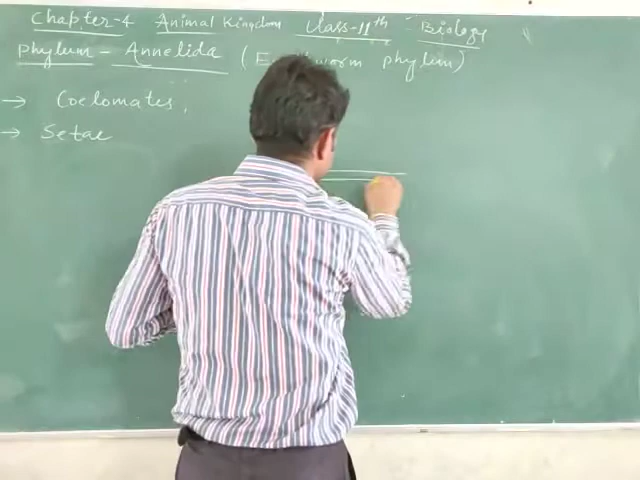 Chapter-4 Animal Kingdom Class-11th Biology
Phylum - Annelida ( worm phylum)
→ Coelomates,
→ Setae